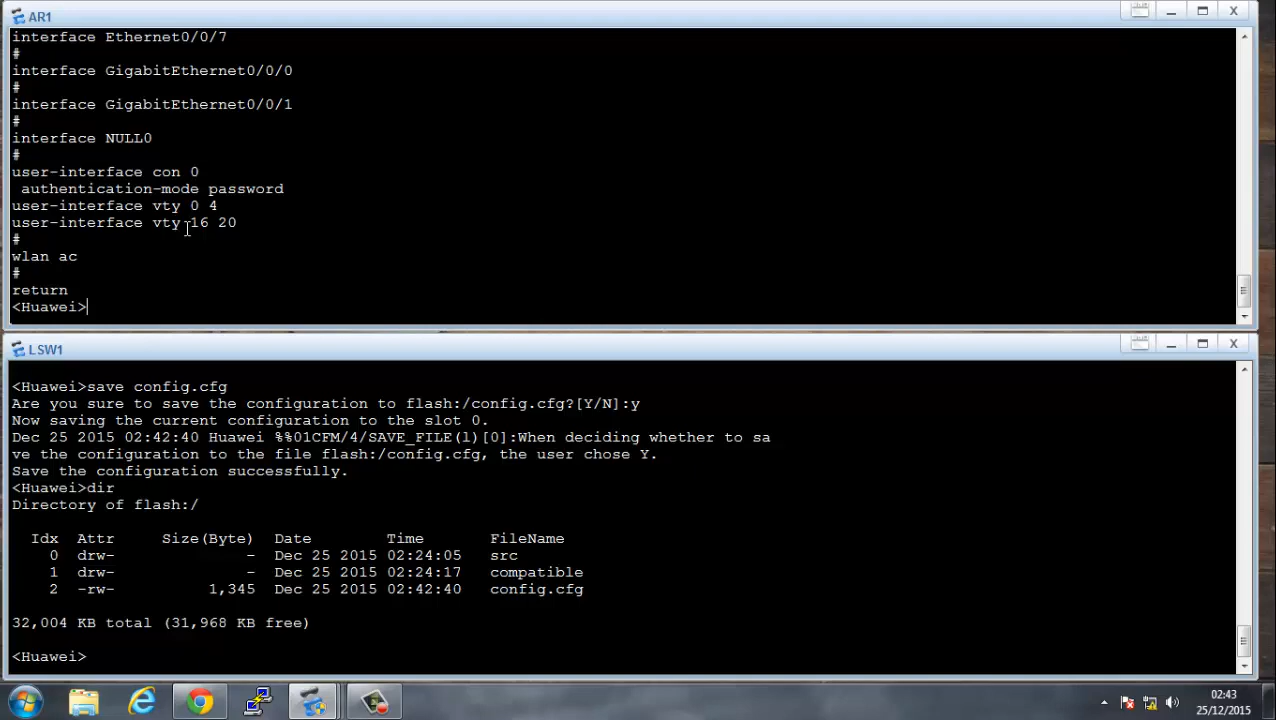 AR1
interface Ethernet0/0/7
#
interface GigabitEthernet0/0/0
#
interface GigabitEthernet0/0/1
#
interface NULL0
#
user-interface con 0
 authentication-mode password
user-interface vty 0 4
user-interface vty 16 20
#
wlan ac
#
return
<Huawei>
LSW1
<Huawei>save config.cfg
Are you sure to save the configuration to flash:/config.cfg?[Y/N]:y
Now saving the current configuration to the slot 0.
Dec 25 2015 02:42:40 Huawei %%01CFM/4/SAVE_FILE(1)[0]:When deciding whether to sa
ve the configuration to the file flash:/config.cfg, the user chose Y.
Save the configuration successfully.
<Huawei>dir
Directory of flash:/
Idx  Attr     Size(Byte)  Date        Time       FileName
0  drw-              -  Dec 25 2015 02:24:05   src
1  drw-              -  Dec 25 2015 02:24:17   compatible
2  -rw-          1,345  Dec 25 2015 02:42:40   config.cfg
32,004 KB total (31,968 KB free)
<Huawei>
02:43
25/12/2015